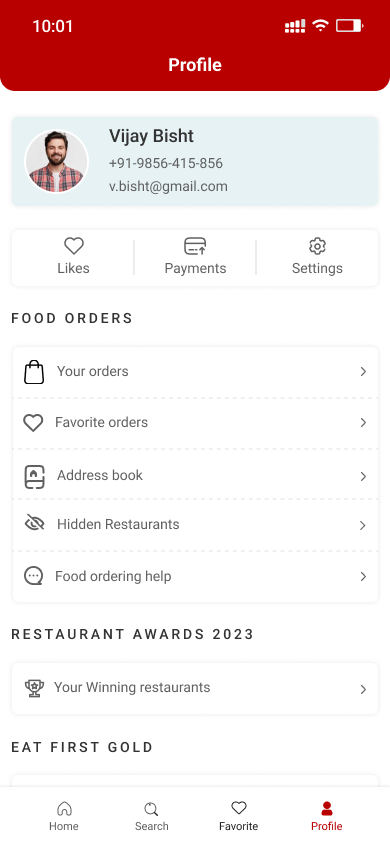 10:01
Profile
Vijay Bisht
+91-9856-415-856
v.bisht@gmail.com
Likes Payments Settings
FOOD ORDERS
Your orders
Favorite orders
Address book
Hidden Restaurants
Food ordering help
RESTAURANT AWARDS 2023
Your Winning restaurants
EAT FIRST GOLD
Home Search Favorite Profile